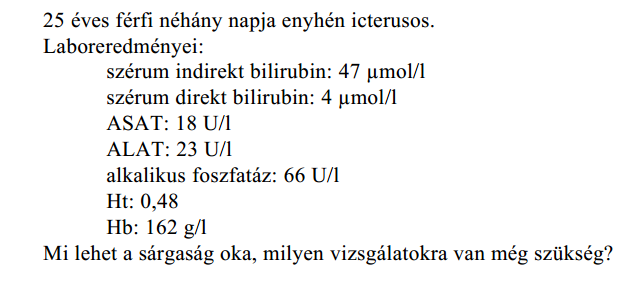 25 éves férfi néhány napja enyhén icterusos.
Laboreredményei:
szérum indirekt bilirubin: 47 µmol/l
szérum direkt bilirubin: 4 µmol/l
ASAT: 18 U/l
ALAT: 23 U/l
alkalikus foszfatáz: 66 U/l
Ht: 0,48
Hb: 162 g/l
Mi lehet a sárgaság oka, milyen vizsgálatokra van még szükség?